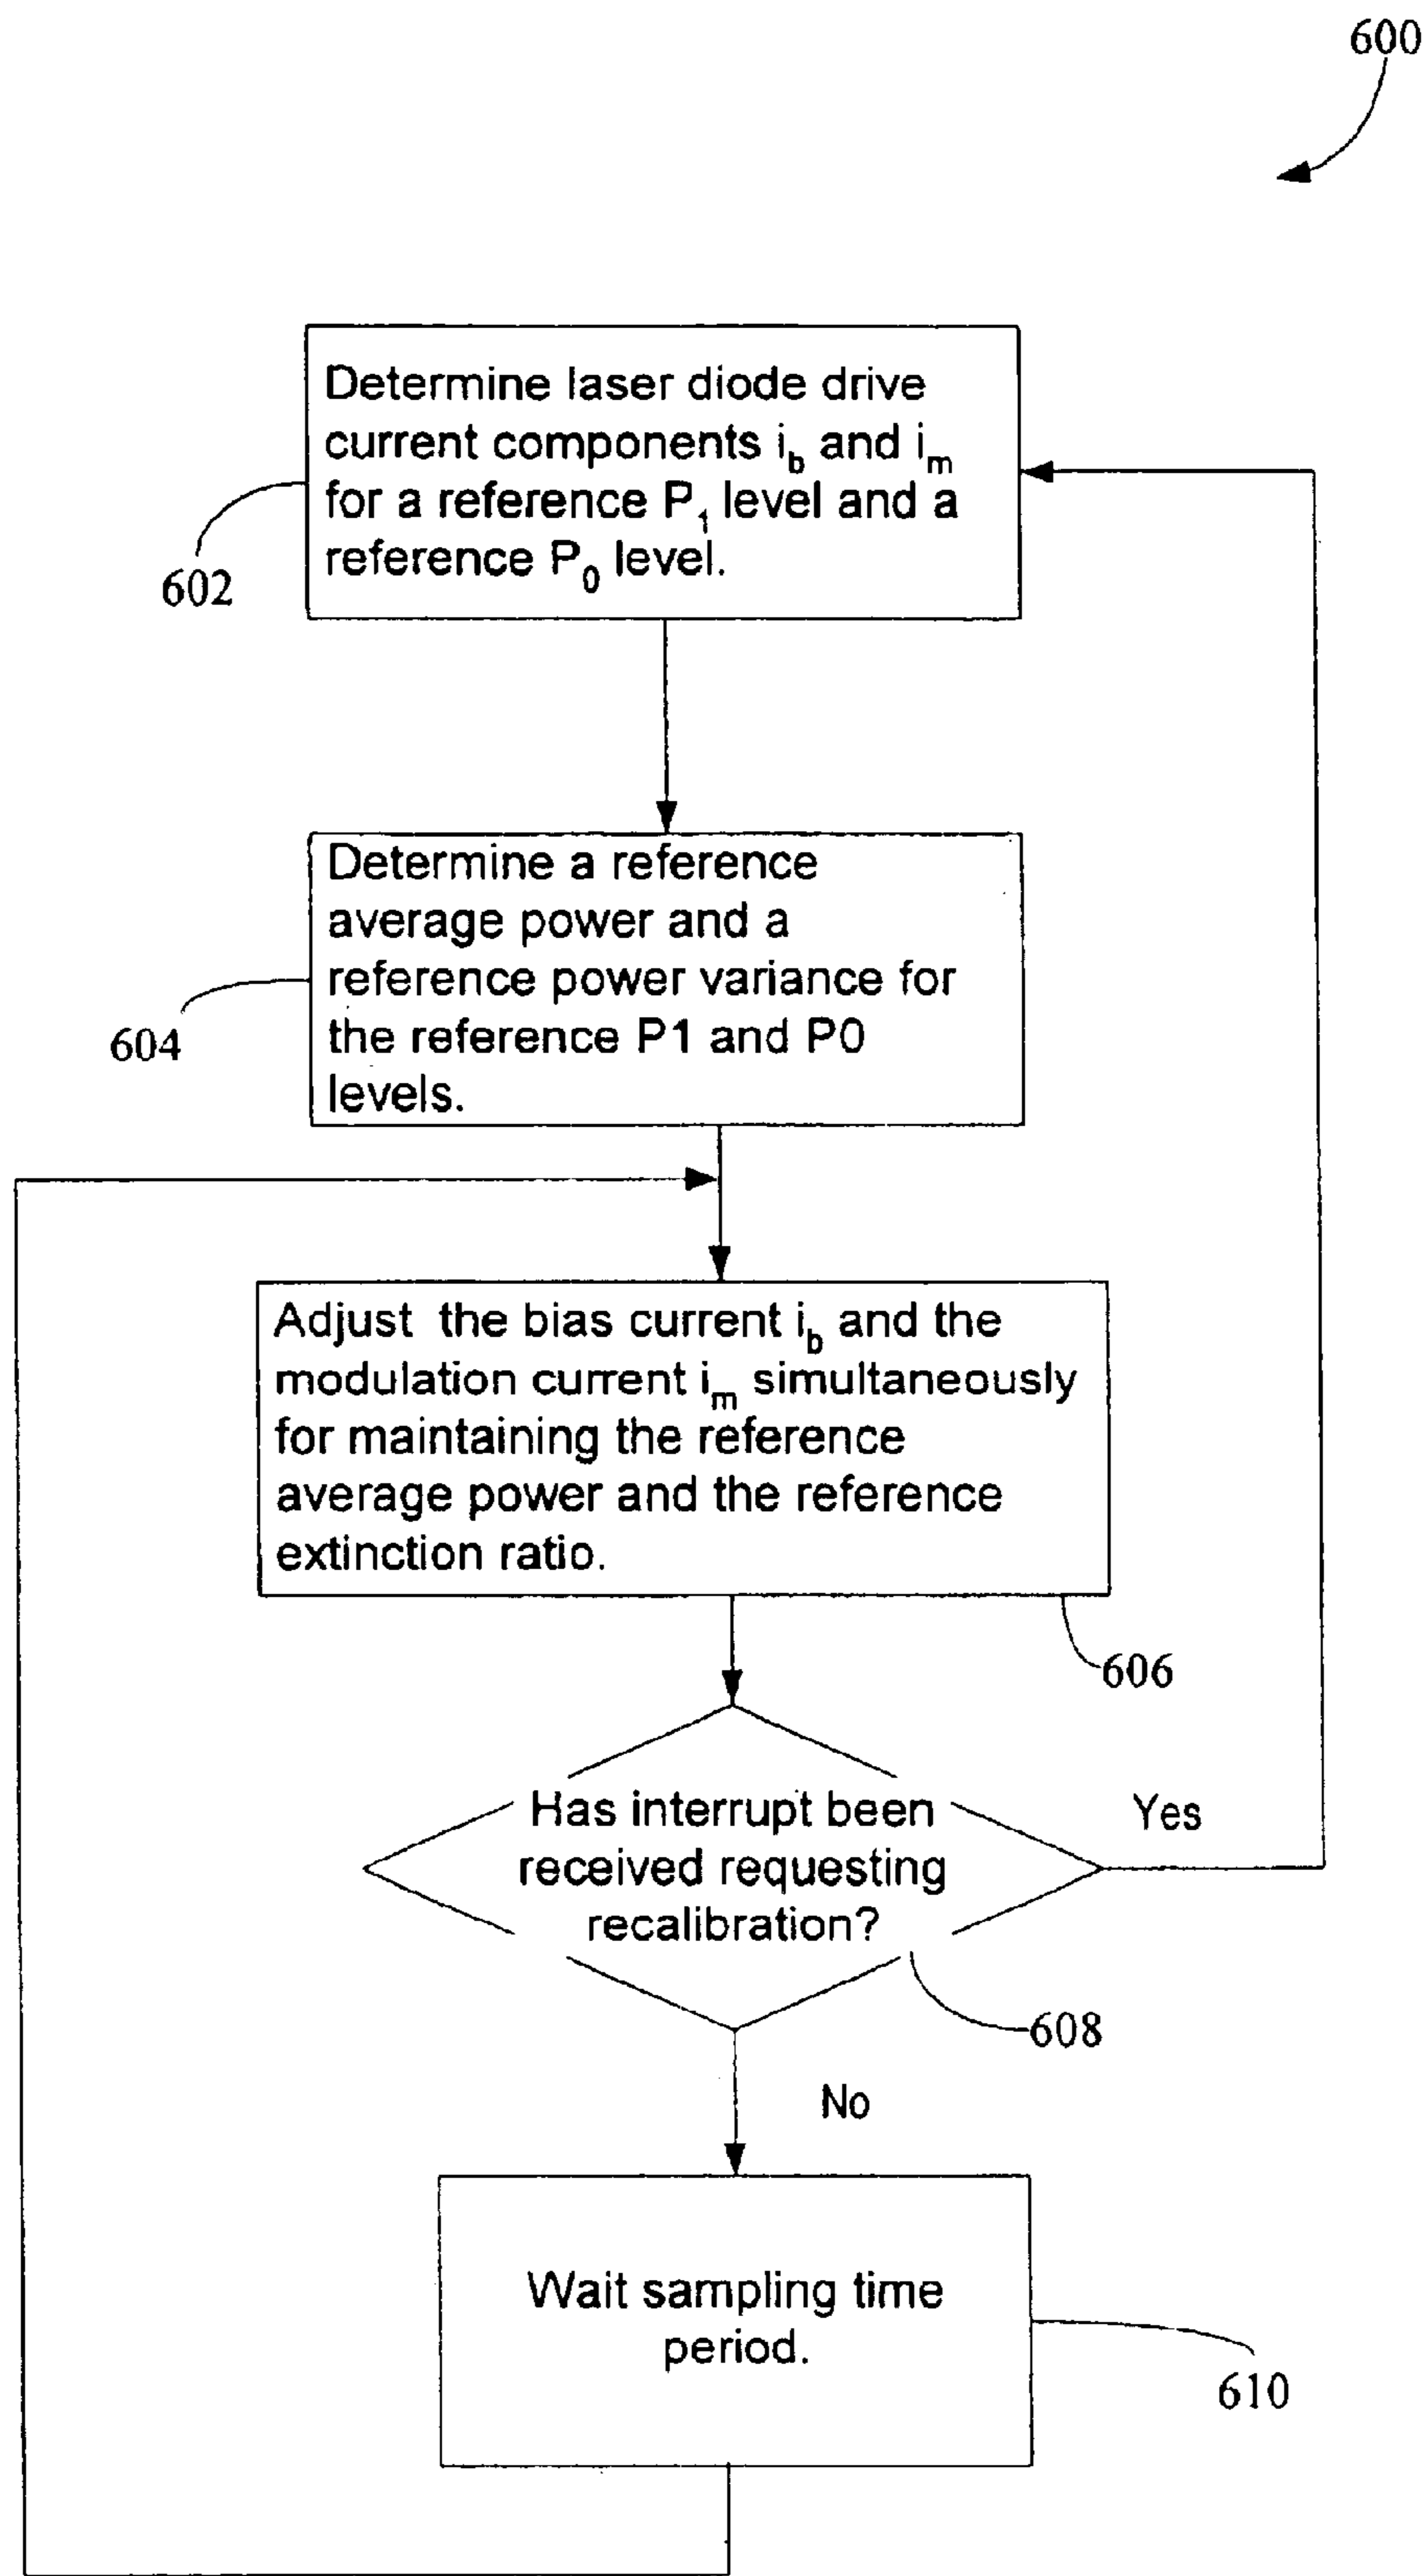 600
Determine laser diode drive
current components i_b and i_m
for a reference P_1 level and a
reference P_0 level.
602
Determine a reference
average power and a
reference power variance for
the reference P1 and P0
levels.
604
Adjust the bias current i_b and the
modulation current i_m simultaneously
for maintaining the reference
average power and the reference
extinction ratio.
606
Has interrupt been
received requesting
recalibration?
Yes
608
No
Wait sampling time
period.
610